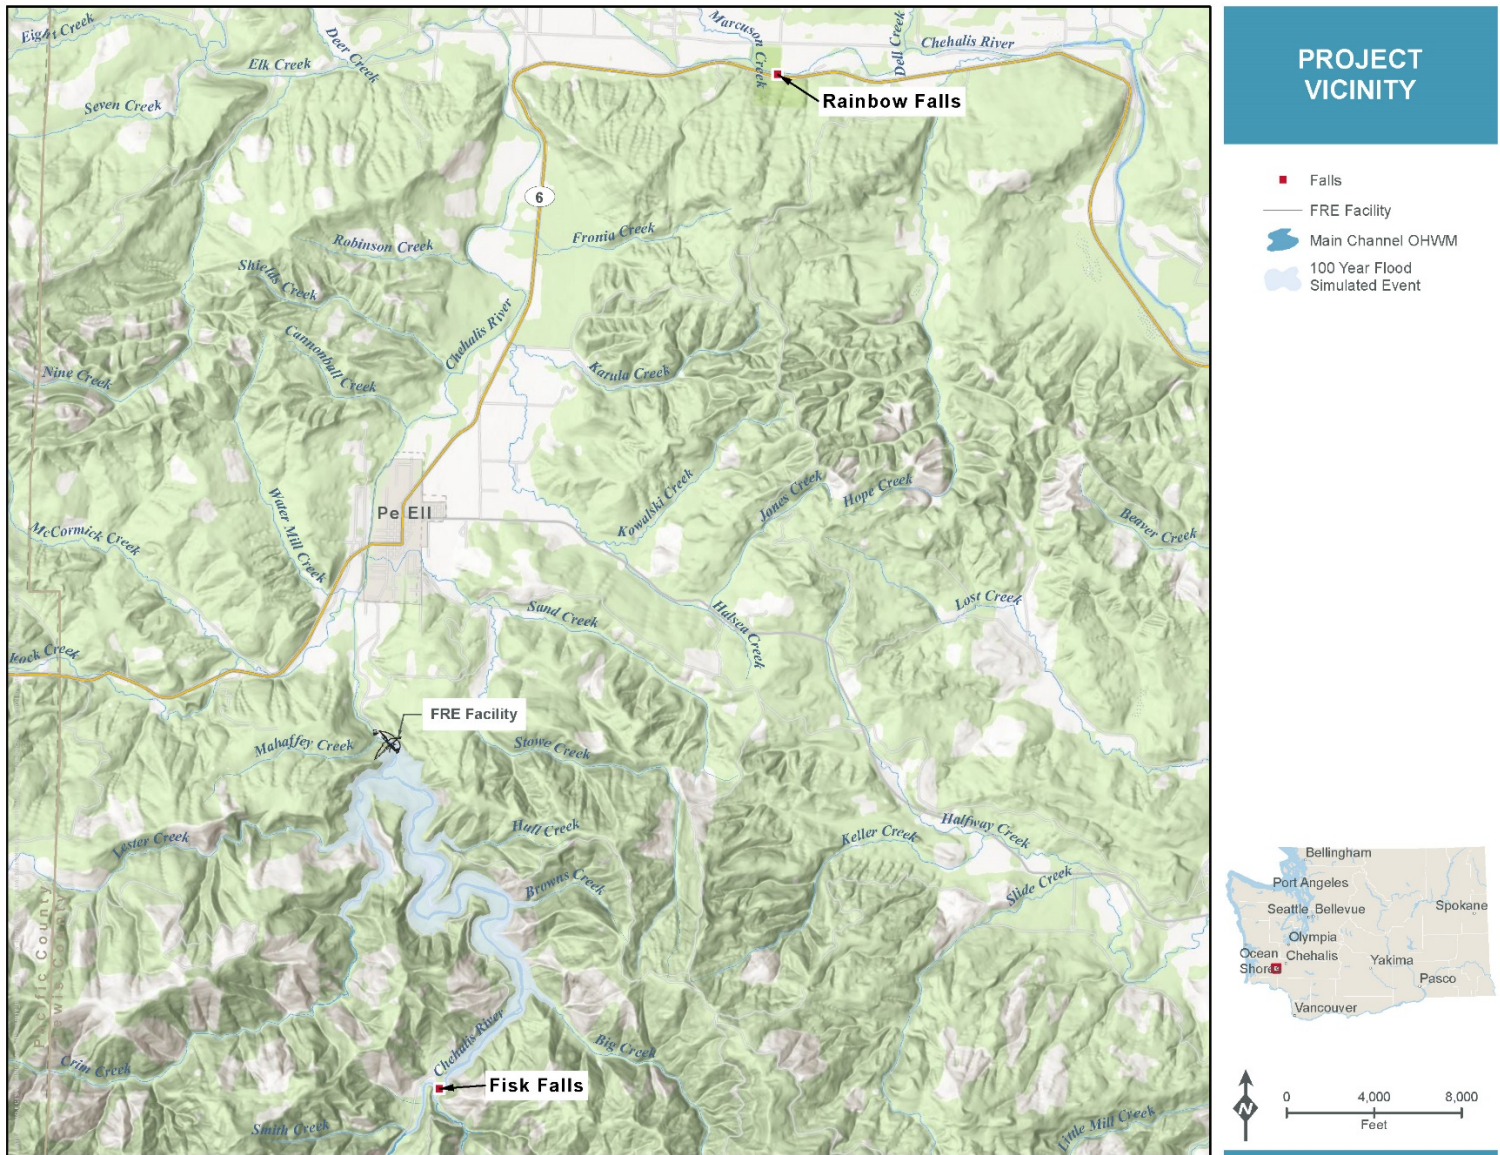 PROJECT
VICINITY
Falls
FRE Facility
Main Channel OHWM
100 Year Flood
Simulated Event
Eight Creek
Elk Creek
Deer Creek
Seven Creek
Marcuson Creek
Dell Creek
Chehalis River
Rainbow Falls
6
Robinson Creek
Fronia Creek
Shields Creek
Chehalis River
Cannonball Creek
Nine Creek
Karula Creek
Kowalski Creek
Jones Creek
Hope Creek
Beaver Creek
Pe Ell
McCormick Creek
Water Mill Creek
Sand Creek
Halsea Creek
Lost Creek
Rock Creek
FRE Facility
Mahaffey Creek
Stowe Creek
Lester Creek
Hull Creek
Keller Creek
Halfway Creek
Browns Creek
Slide Creek
Pacific County
Lewis County
Chehalis River
Big Creek
Crim Creek
Fisk Falls
Smith Creek
Little Mill Creek
Bellingham
Port Angeles
Seattle
Bellevue
Spokane
Olympia
Ocean
Shores
Chehalis
Yakima
Pasco
Vancouver
N
0
4,000
8,000
Feet